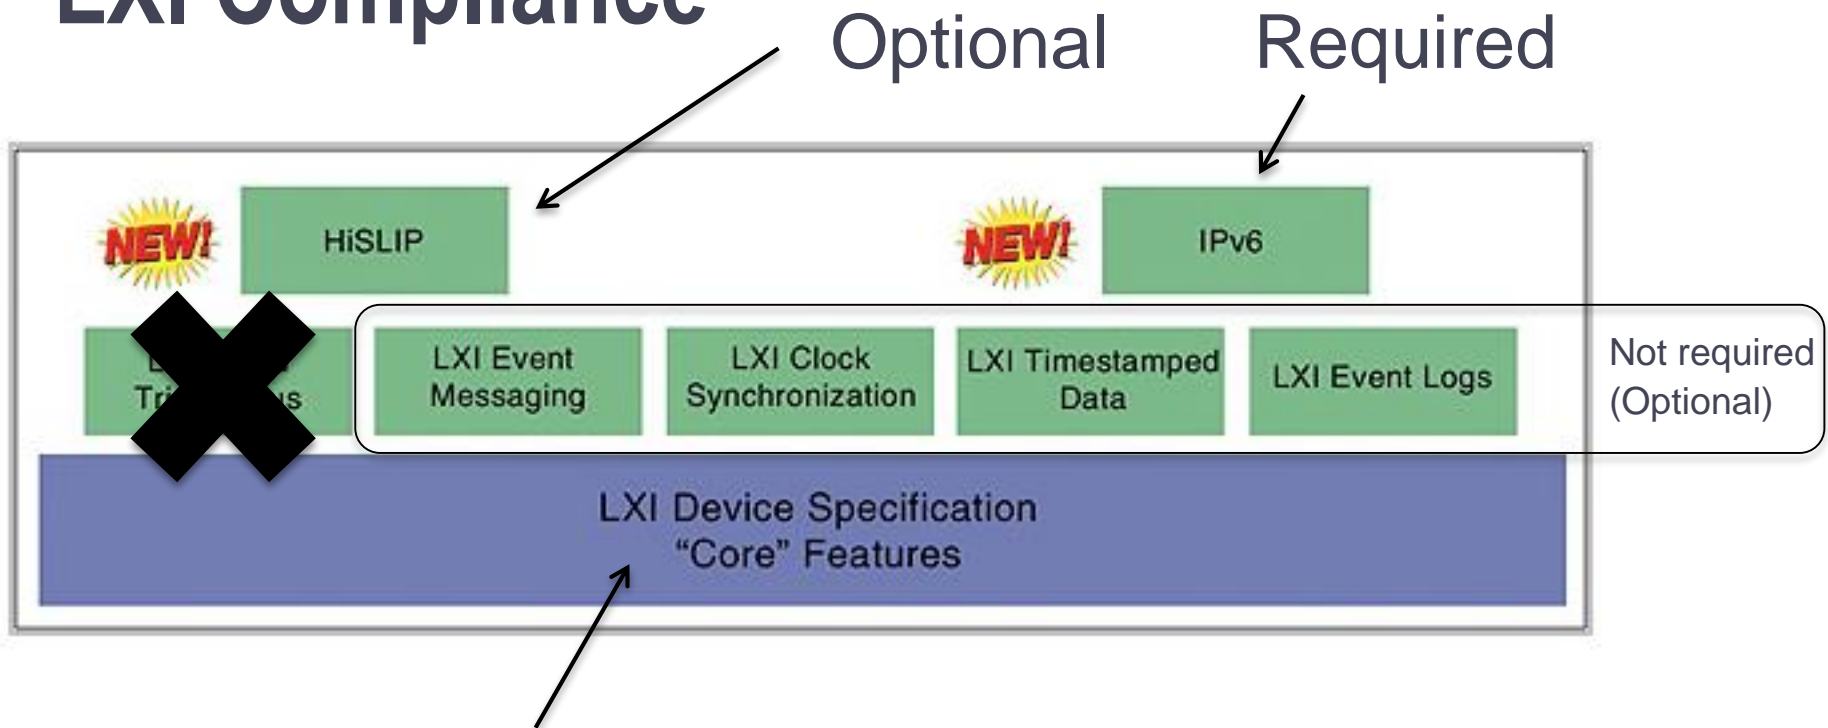 LXI Compliance
Optional
Required
NEW!
HiSLIP
NEW!
IPv6
LXI Event
Messaging
LXI Clock
Synchronization
LXI Timestamped
Data
LXI Event Logs
Not required
(Optional)
LXI Device Specification
“Core” Features